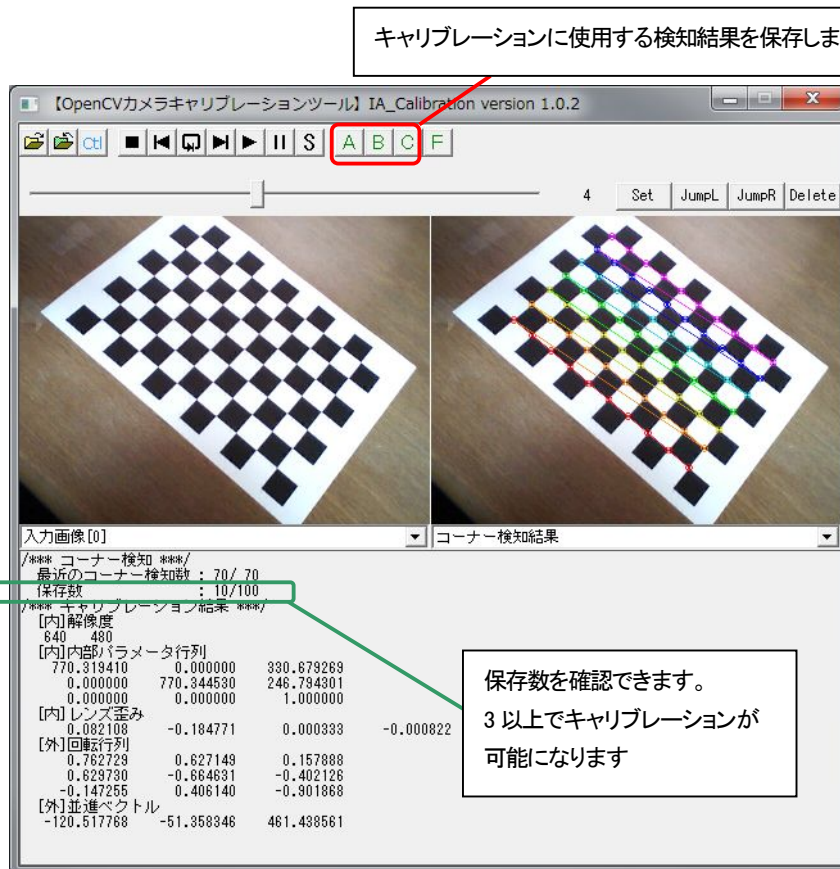 キャリブレーションに使用する検知結果を保存しま
【OpenCVカメラキャリブレーションツール】IA_Calibration version 1.0.2
Ctl S A B C F
4 Set JumpL JumpR Delete
入力画像[0] コーナー検知結果
/*** コーナー検知 ***/
最近のコーナー検知数 : 70/ 70
保存数 : 10/100
/*** キャリブレーション結果 ***/
[内]解像度
640 480
[内]内部パラメータ行列
770.319410 0.000000 330.679269
0.000000 770.344530 246.794301
0.000000 0.000000 1.000000
[内]レンズ歪み
0.082108 -0.184771 0.000333 -0.000822
[外]回転行列
0.762729 0.627149 0.157888
0.629730 -0.664631 -0.402126
-0.147255 0.406140 -0.901868
[外]並進ベクトル
-120.517768 -51.358346 461.438561
保存数を確認できます。
3 以上でキャリブレーションが
可能になります